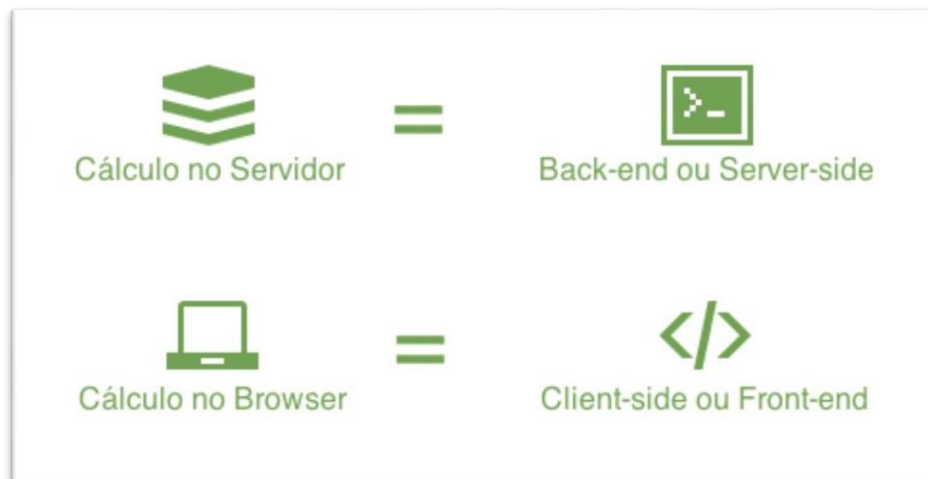 Cálculo no Servidor
=
Back-end ou Server-side
Cálculo no Browser
=
Client-side ou Front-end